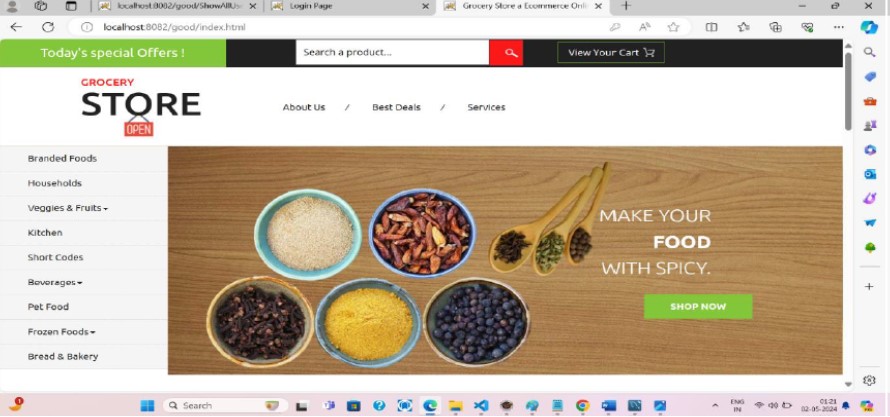 localhost:8082/good/ShowAllUs
Login Page
Grocery Store a Ecommerce Onli
localhost:8082/good/index.html
Today's special Offers !
Search a product...
View Your Cart
GROCERY
STORE
OPEN
About Us / Best Deals / Services
Branded Foods
Households
Veggies & Fruits
Kitchen
Short Codes
Beverages
Pet Food
Frozen Foods
Bread & Bakery
MAKE YOUR
FOOD
WITH SPICY.
SHOP NOW
Search
ENG
IN
01:21
02-05-2024